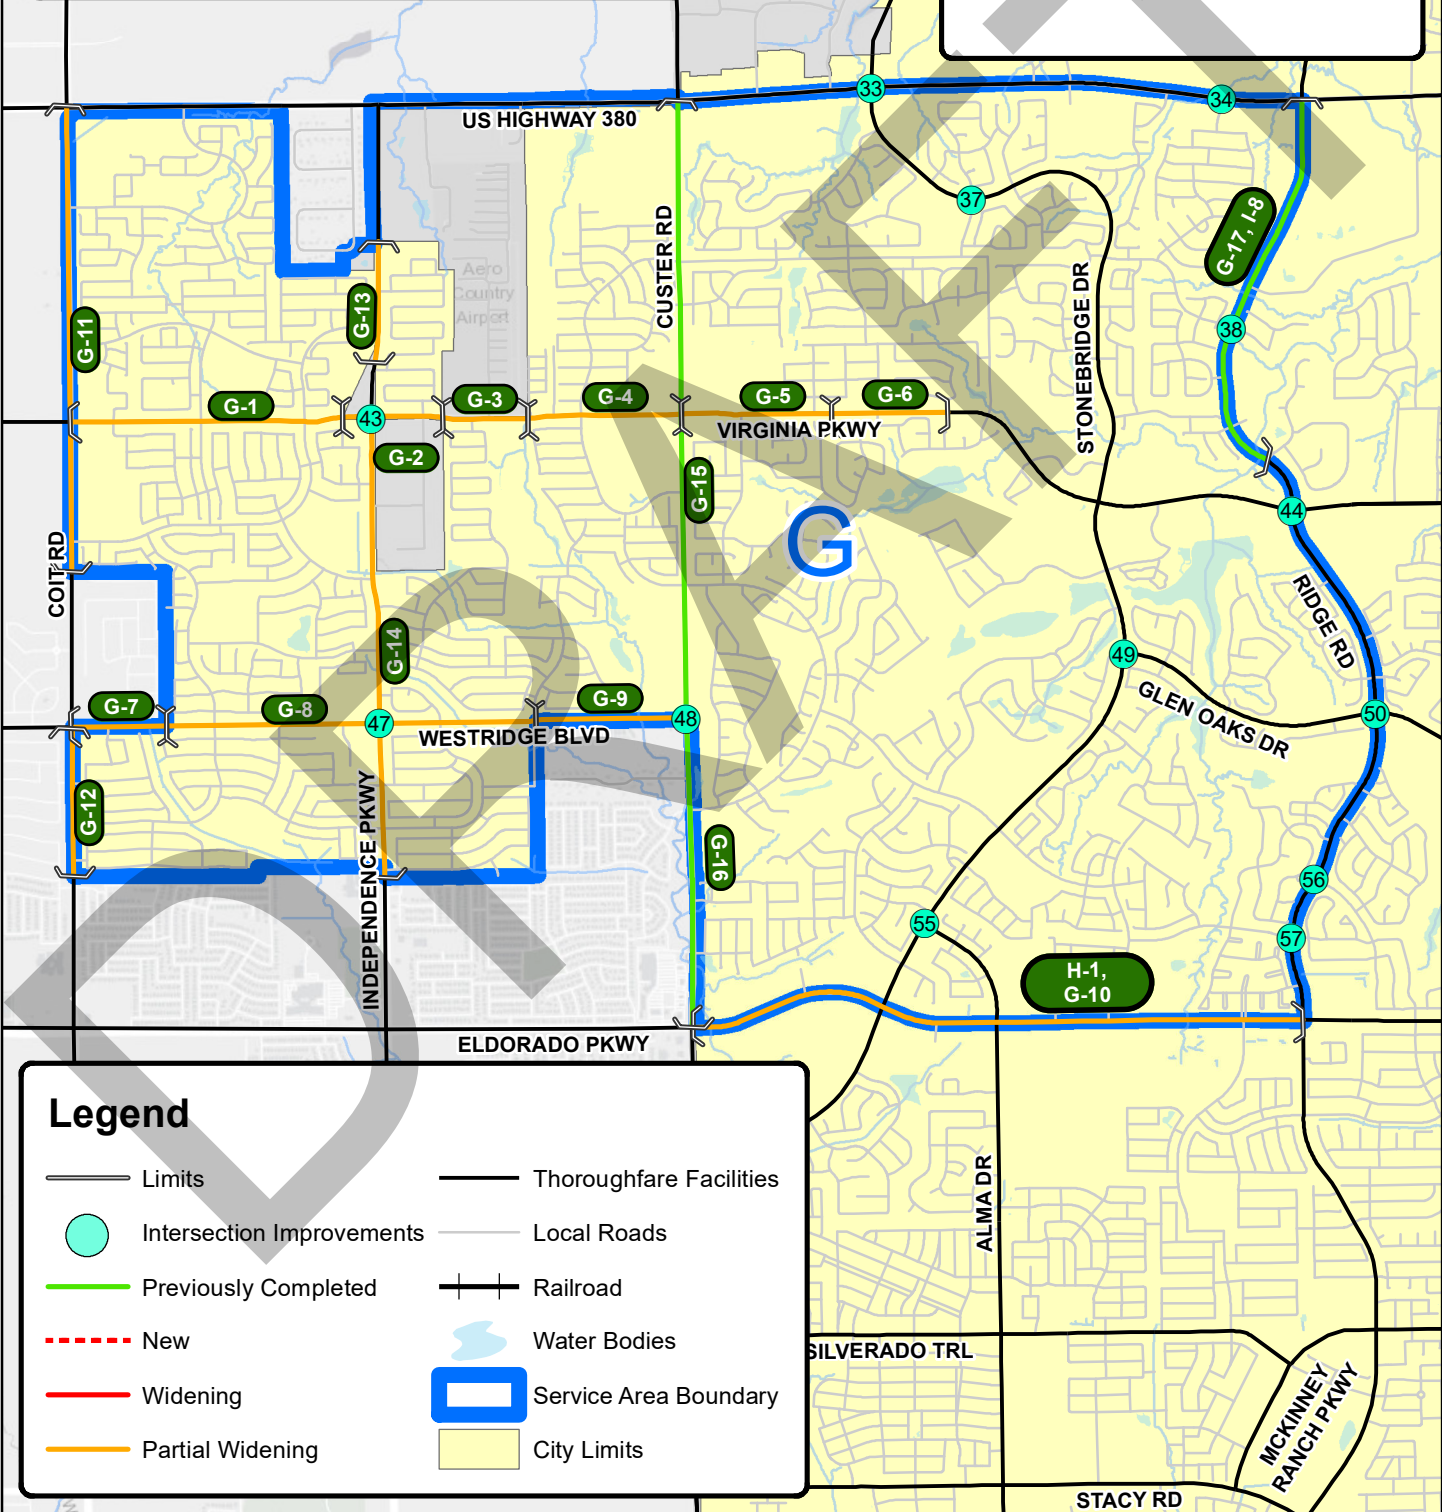 33
34
US HIGHWAY 380
37
CUSTER RD
G-17, I-8
Aero
Country
Airport
STONEBRIDGE DR
G-13
G-11
38
G-1
G-3
G-4
G-5
G-6
43
VIRGINIA PKWY
G-2
G-15
44
G
COIT RD
RIDGE RD
G-14
49
G-7
G-8
G-9
GLEN OAKS DR
47
48
50
WESTRIDGE BLVD
G-12
INDEPENDENCE PKWY
G-16
56
55
57
H-1,
G-10
ELDORADO PKWY
DRAFT
Legend
Limits
Intersection Improvements
Previously Completed
New
Widening
Partial Widening
Thoroughfare Facilities
Local Roads
Railroad
Water Bodies
Service Area Boundary
City Limits
ALMA DR
SILVERADO TRL
MCKINNEY
RANCH PKWY
STACY RD